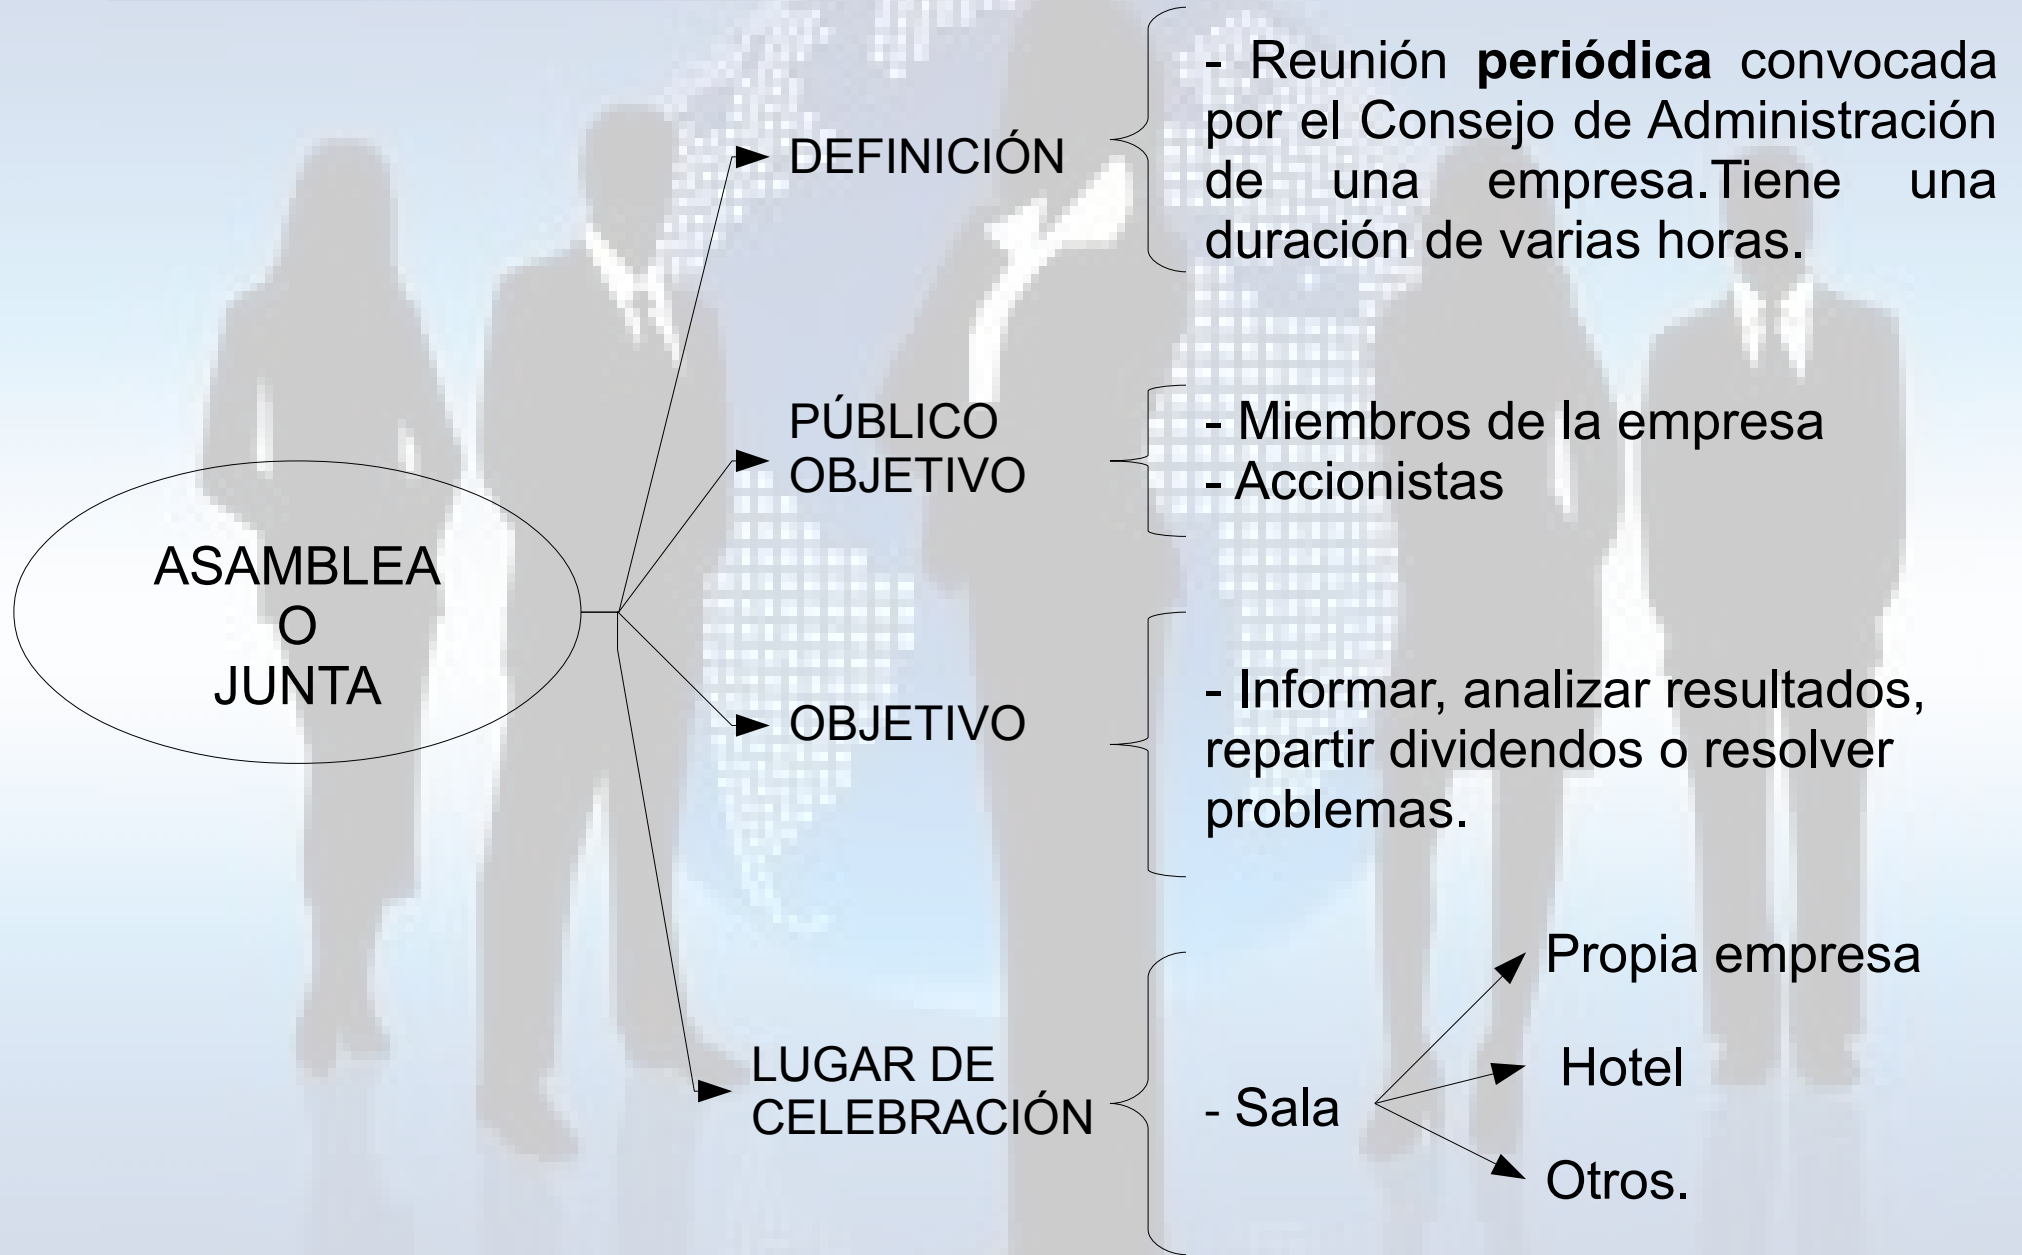 ASAMBLEA
O
JUNTA
DEFINICIÓN
- Reunión periódica convocada
por el Consejo de Administración
de una empresa.Tiene una
duración de varias horas.
PÚBLICO
OBJETIVO
- Miembros de la empresa
- Accionistas
OBJETIVO
- Informar, analizar resultados,
repartir dividendos o resolver
problemas.
LUGAR DE
CELEBRACIÓN
- Sala
Propia empresa
Hotel
Otros.